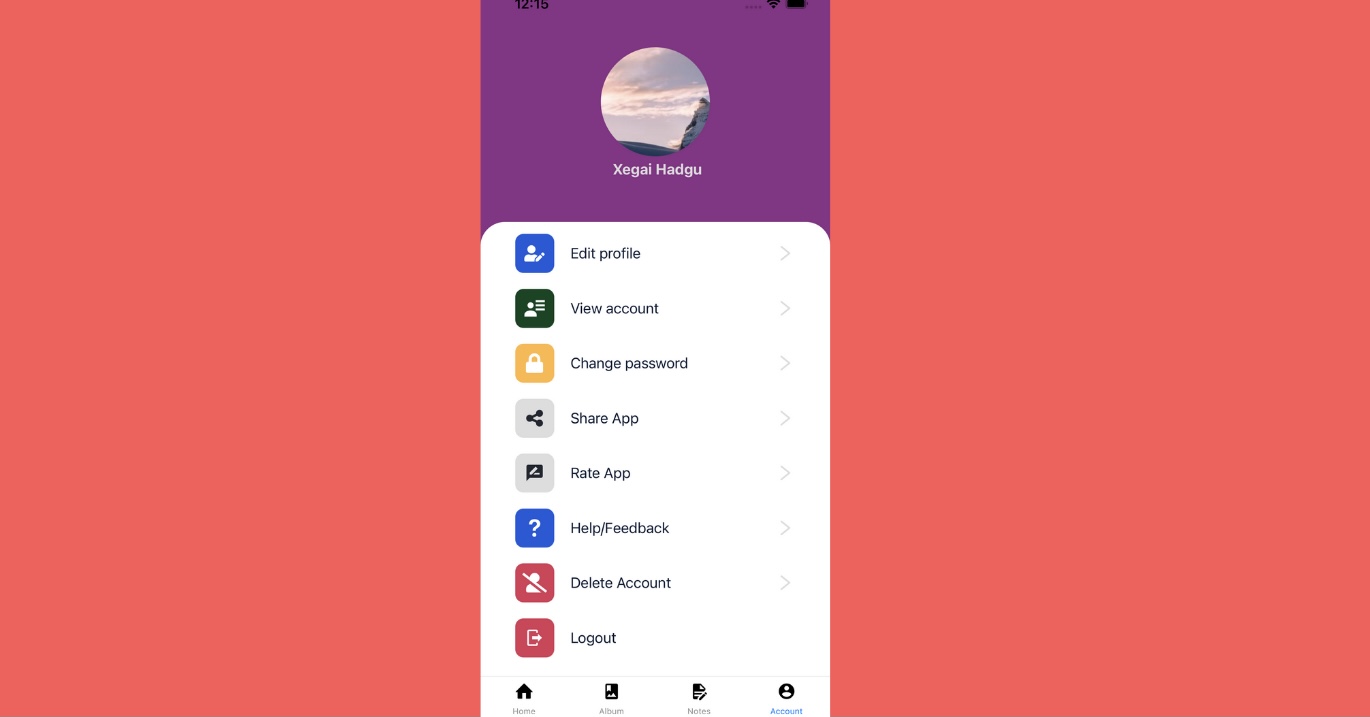 12:15
Xegai Hadgu
Edit profile
View account
Change password
Share App
Rate App
?
Help/Feedback
Delete Account
Logout
Home
Album
Notes
Account